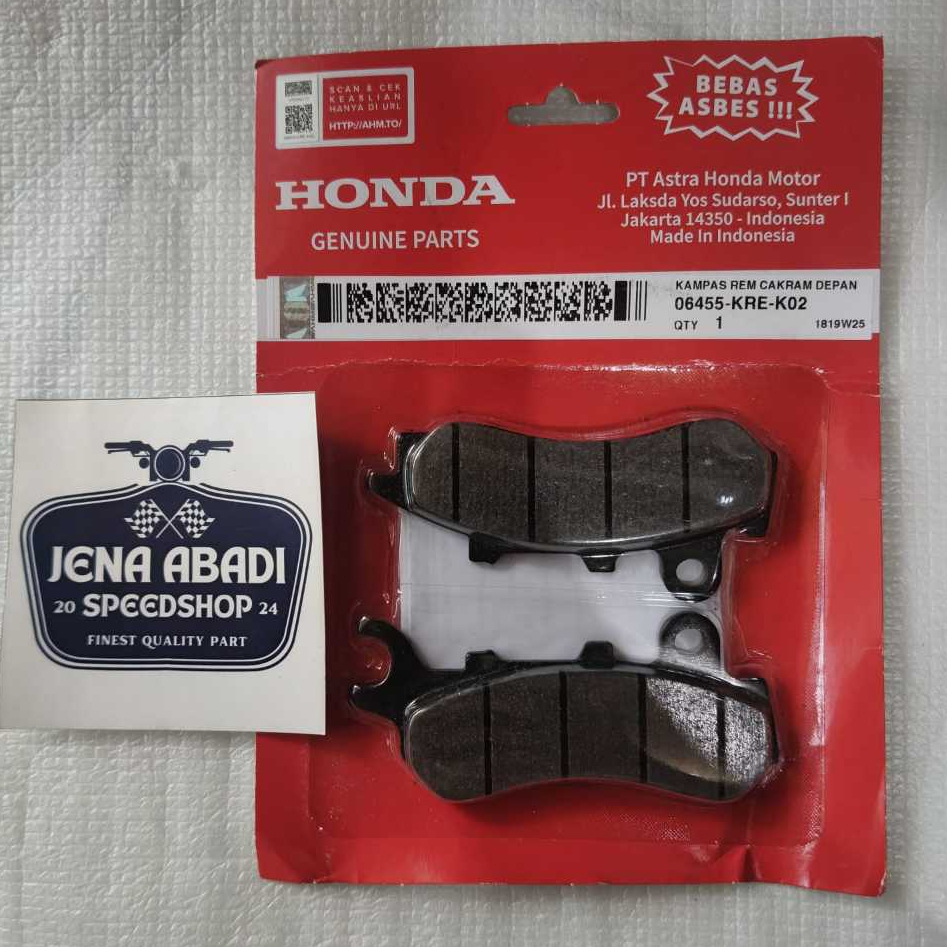 SCAN & CEK
KEASLIAN
HANYA DI URL
HTTP://AHM.TO/
BEBAS
ASBES !!!
HONDA
GENUINE PARTS
PT Astra Honda Motor
Jl. Laksda Yos Sudarso, Sunter I
Jakarta 14350 - Indonesia
Made In Indonesia
KAMPAS REM CAKRAM DEPAN
06455-KRE-K02
QTY 1
1819W25
JENA ABADI
20 SPEEDSHOP 24
FINEST QUALITY PART